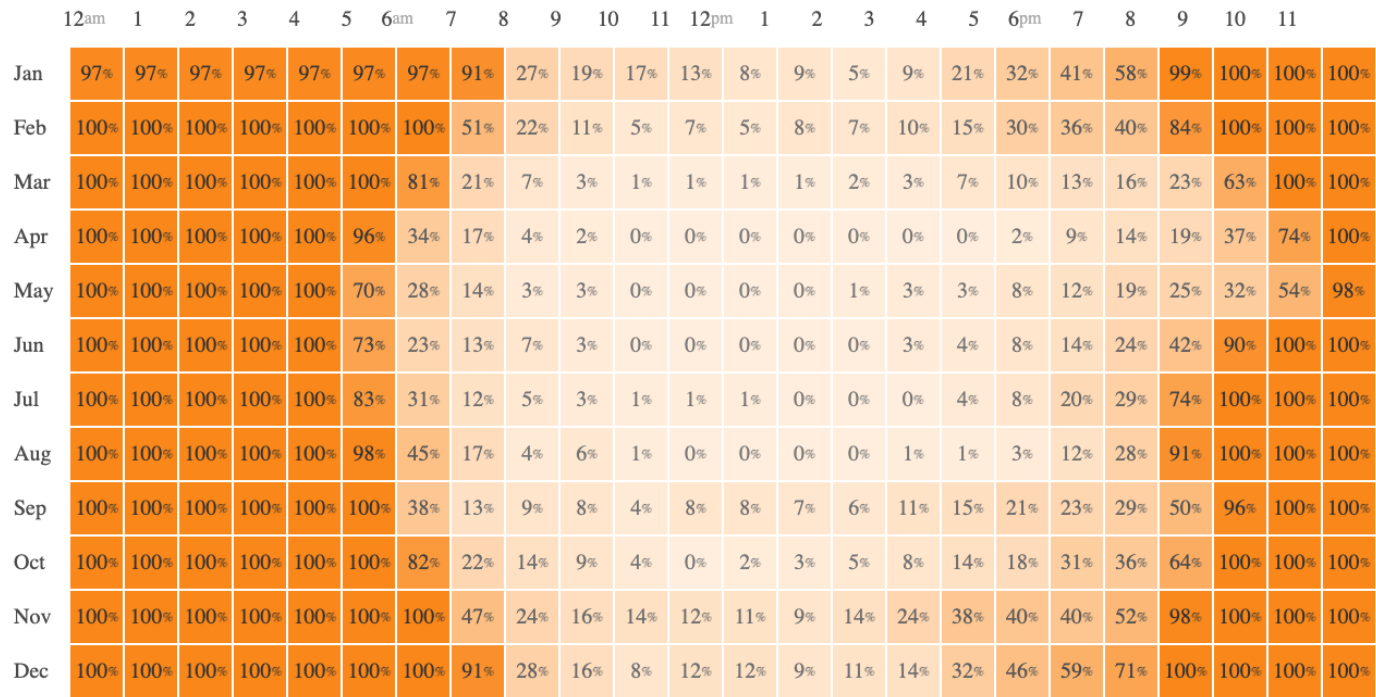 12am 1 2 3 4 5 6am 7 8 9 10 11 12pm 1 2 3 4 5 6pm 7 8 9 10 11
Jan 97% 97% 97% 97% 97% 97% 97% 91% 27% 19% 17% 13% 8% 9% 5% 9% 21% 32% 41% 58% 99% 100% 100% 100%
Feb 100% 100% 100% 100% 100% 100% 100% 51% 22% 11% 5% 7% 5% 8% 7% 10% 15% 30% 36% 40% 84% 100% 100% 100%
Mar 100% 100% 100% 100% 100% 100% 81% 21% 7% 3% 1% 1% 1% 1% 2% 3% 7% 10% 13% 16% 23% 63% 100% 100%
Apr 100% 100% 100% 100% 100% 96% 34% 17% 4% 2% 0% 0% 0% 0% 0% 0% 0% 2% 9% 14% 19% 37% 74% 100%
May 100% 100% 100% 100% 100% 70% 28% 14% 3% 3% 0% 0% 0% 0% 1% 3% 3% 8% 12% 19% 25% 32% 54% 98%
Jun 100% 100% 100% 100% 100% 73% 23% 13% 7% 3% 0% 0% 0% 0% 0% 3% 4% 8% 14% 24% 42% 90% 100% 100%
Jul 100% 100% 100% 100% 100% 83% 31% 12% 5% 3% 1% 1% 1% 0% 0% 0% 4% 8% 20% 29% 74% 100% 100% 100%
Aug 100% 100% 100% 100% 100% 98% 45% 17% 4% 6% 1% 0% 0% 0% 0% 1% 1% 3% 12% 28% 91% 100% 100% 100%
Sep 100% 100% 100% 100% 100% 100% 38% 13% 9% 8% 4% 8% 8% 7% 6% 11% 15% 21% 23% 29% 50% 96% 100% 100%
Oct 100% 100% 100% 100% 100% 100% 82% 22% 14% 9% 4% 0% 2% 3% 5% 8% 14% 18% 31% 36% 64% 100% 100% 100%
Nov 100% 100% 100% 100% 100% 100% 100% 47% 24% 16% 14% 12% 11% 9% 14% 24% 38% 40% 40% 52% 98% 100% 100% 100%
Dec 100% 100% 100% 100% 100% 100% 100% 91% 28% 16% 8% 12% 12% 9% 11% 14% 32% 46% 59% 71% 100% 100% 100% 100%